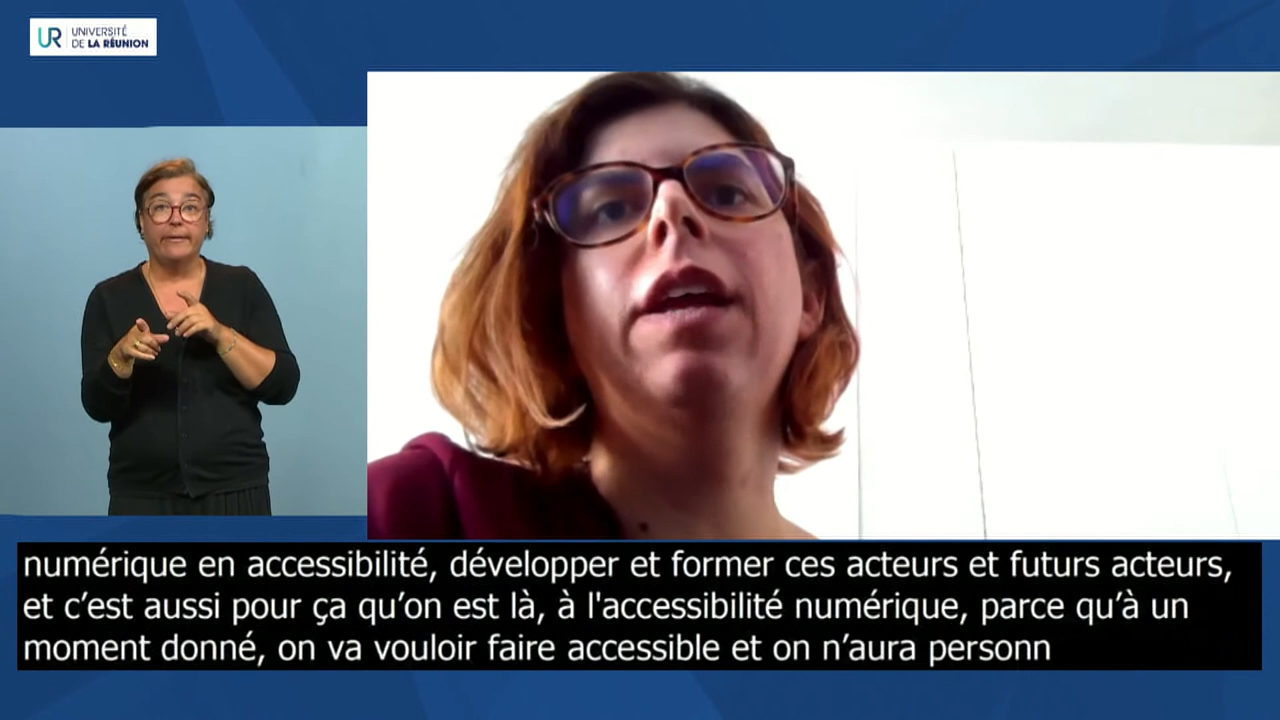 UR UNIVERSITÉ
DE LA RÉUNION
numérique en accessibilité, développer et former ces acteurs et futurs acteurs,
et c’est aussi pour ça qu’on est là, à l'accessibilité numérique, parce qu’à un
moment donné, on va vouloir faire accessible et on n’aura personn